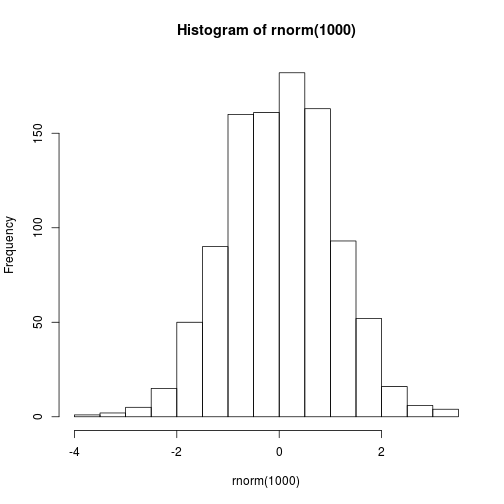 Histogram of rnorm(1000)
Frequency
150
100
50
0
-4 -2 0 2
rnorm(1000)